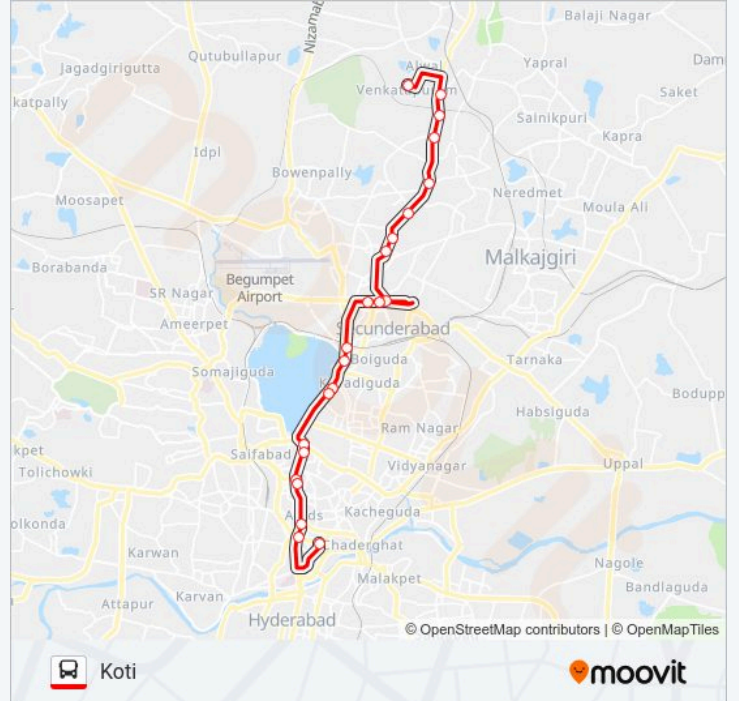 Balaji Nagar
Nizamab
Qutubullapur
Jagadgirigutta
Alwal
Yapral
Dam
Venkatapuram
Saket
katpally
Sainikpuri
Kapra
Idpl
Bowenpally
Neredmet
Moosapet
Moula Ali
Malkajgiri
Borabanda
Begumpet
Airport
SR Nagar
Ameerpet
Secunderabad
Boiguda
Tarnaka
Somajiguda
Kavadiguda
Bodupp
Habsiguda
Ram Nagar
kpet
Saifabad
Tolichowki
Vidyanagar
Uppal
Abids
Kacheguda
olkonda
Karwan
Chaderghat
Nagole
Malakpet
Bandlaguda
Attapur
Karvan
Hyderabad
© OpenStreetMap contributors | © OpenMapTiles
Koti
moovit